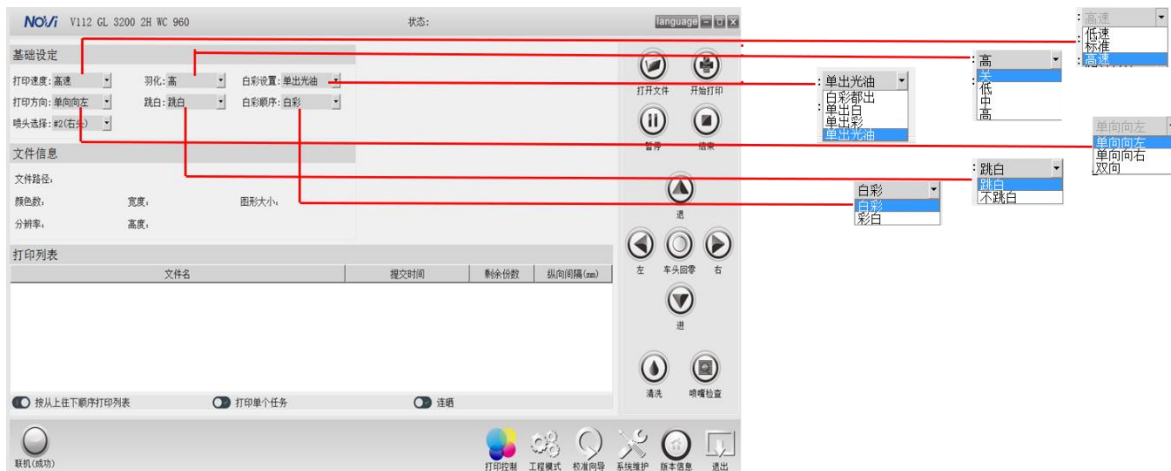 NOVi V112 GL 3200 2H WC 960
状态:
language
基础设定
打印速度: 高速
羽化: 高
白彩设置: 单出光油
打印方向: 单向向左
跳白: 跳白
白彩顺序: 白彩
喷头选择: #2(右头)
文件信息
文件路径:
颜色数:
宽度:
图形大小:
分辨率:
高度:
打印列表
文件名
提交时间
剩余份数
纵向间隔(mm)
按从上往下顺序打印列表
打印单个任务
连晒
打开文件
开始打印
暂停
结束
退
左
车头回零
右
进
清洗
喷嘴检查
联机(成功)
打印控制
工程模式
校准向导
系统维护
版本信息
退出
: 高速
低速
标准
高速
: 高
关
低
中
高
: 单出光油
白彩都出
单出白
单出彩
单出光油
单向向左
单向向左
单向向右
双向
: 跳白
跳白
不跳白
白彩
白彩
彩白